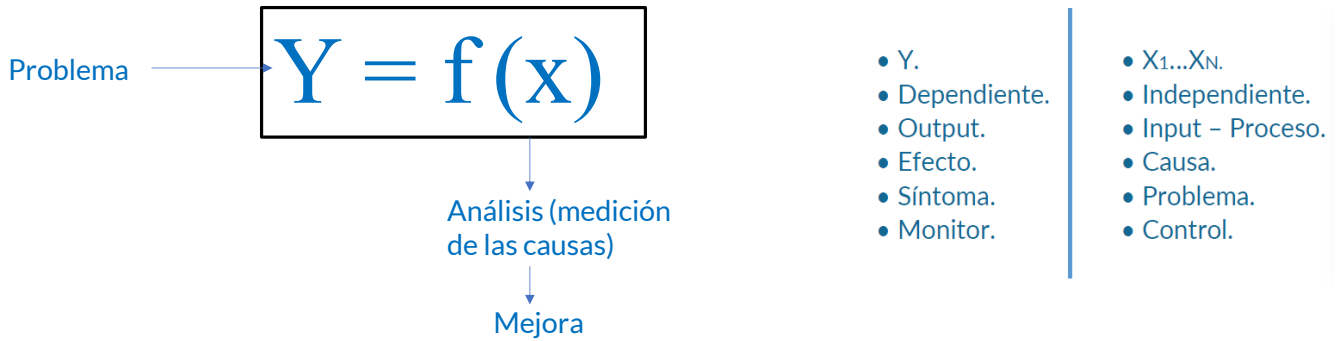 Problema
Y = f (x)
Análisis (medición
de las causas)
Mejora
• Y.
• Dependiente.
• Output.
• Efecto.
• Síntoma.
• Monitor.
• X1...XN.
• Independiente.
• Input – Proceso.
• Causa.
• Problema.
• Control.